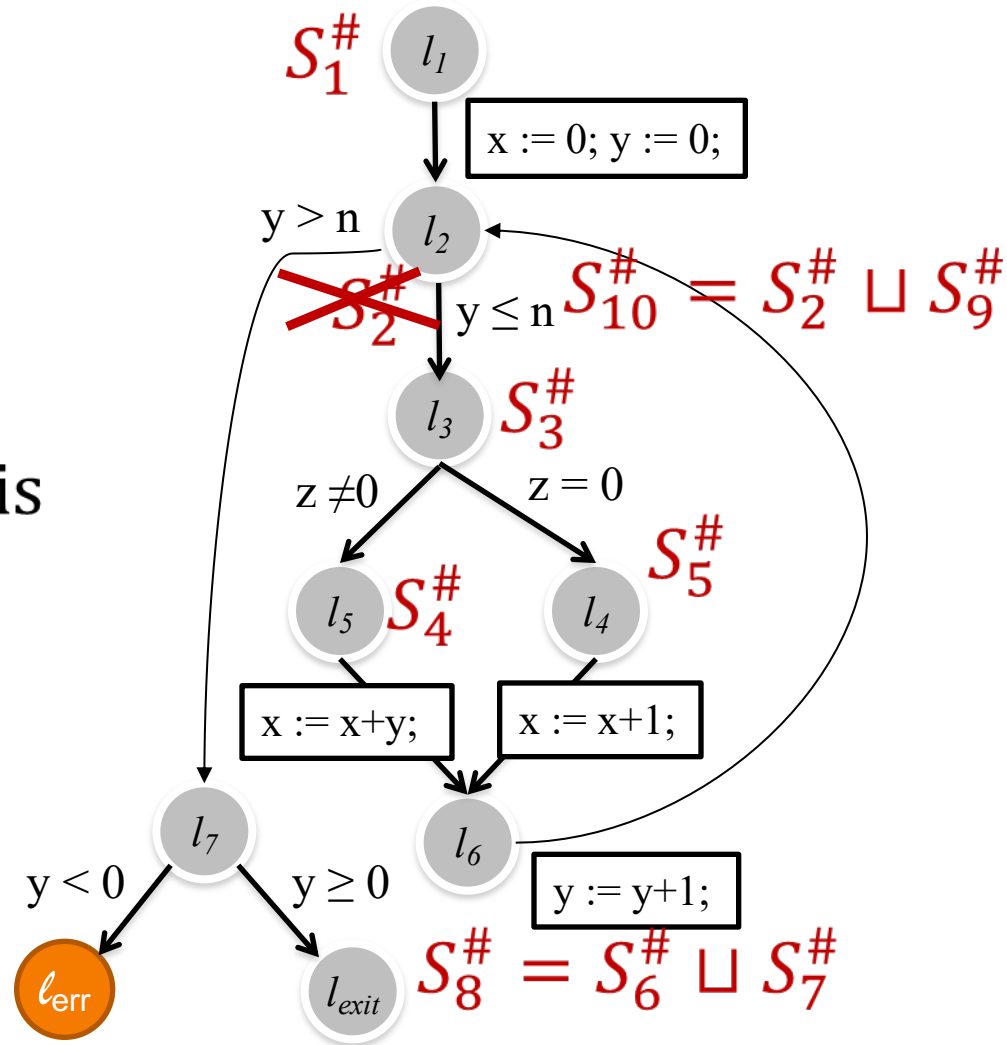 S₁^#
l₁
x := 0; y := 0;
y > n
l₂
S₂^#
y ≤ n
S₁₀^# = S₂^# ⊔ S₉^#
l₃
S₃^#
is
z ≠0
z = 0
S₅^#
l₅
S₄^#
l₄
x := x+y;
x := x+1;
l₇
l₆
y < 0
y ≥ 0
y := y+1;
ℓerr
lexit
S₈^# = S₆^# ⊔ S₇^#